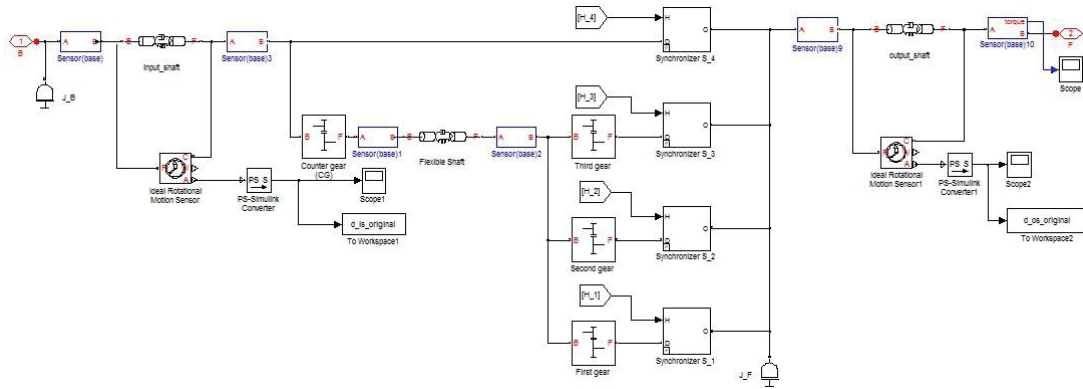 [H_4]
H
D
O
Synchronizer S_4
1
B
A
B
Sensor(base)
B
F
Input_shaft
A
B
Sensor(base)3
A
B
Sensor(base)9
B
F
output_shaft
A
torque
B
Sensor(base)10
2
F
Scope
J_B
[H_3]
H
D
O
Synchronizer S_3
B
F
Counter gear
(CG)
A
B
Sensor(base)1
B
F
Flexible Shaft
A
B
Sensor(base)2
B
F
Third gear
R
C
A
Ideal Rotational
Motion Sensor
PS S
PS-Simulink
Converter
Scope1
d_is_original
To Workspace1
R
C
A
Ideal Rotational
Motion Sensor1
PS S
PS-Simulink
Converter1
Scope2
d_os_original
To Workspace2
[H_2]
H
D
O
Synchronizer S_2
B
F
Second gear
[H_1]
H
D
O
Synchronizer S_1
B
F
First gear
J_F